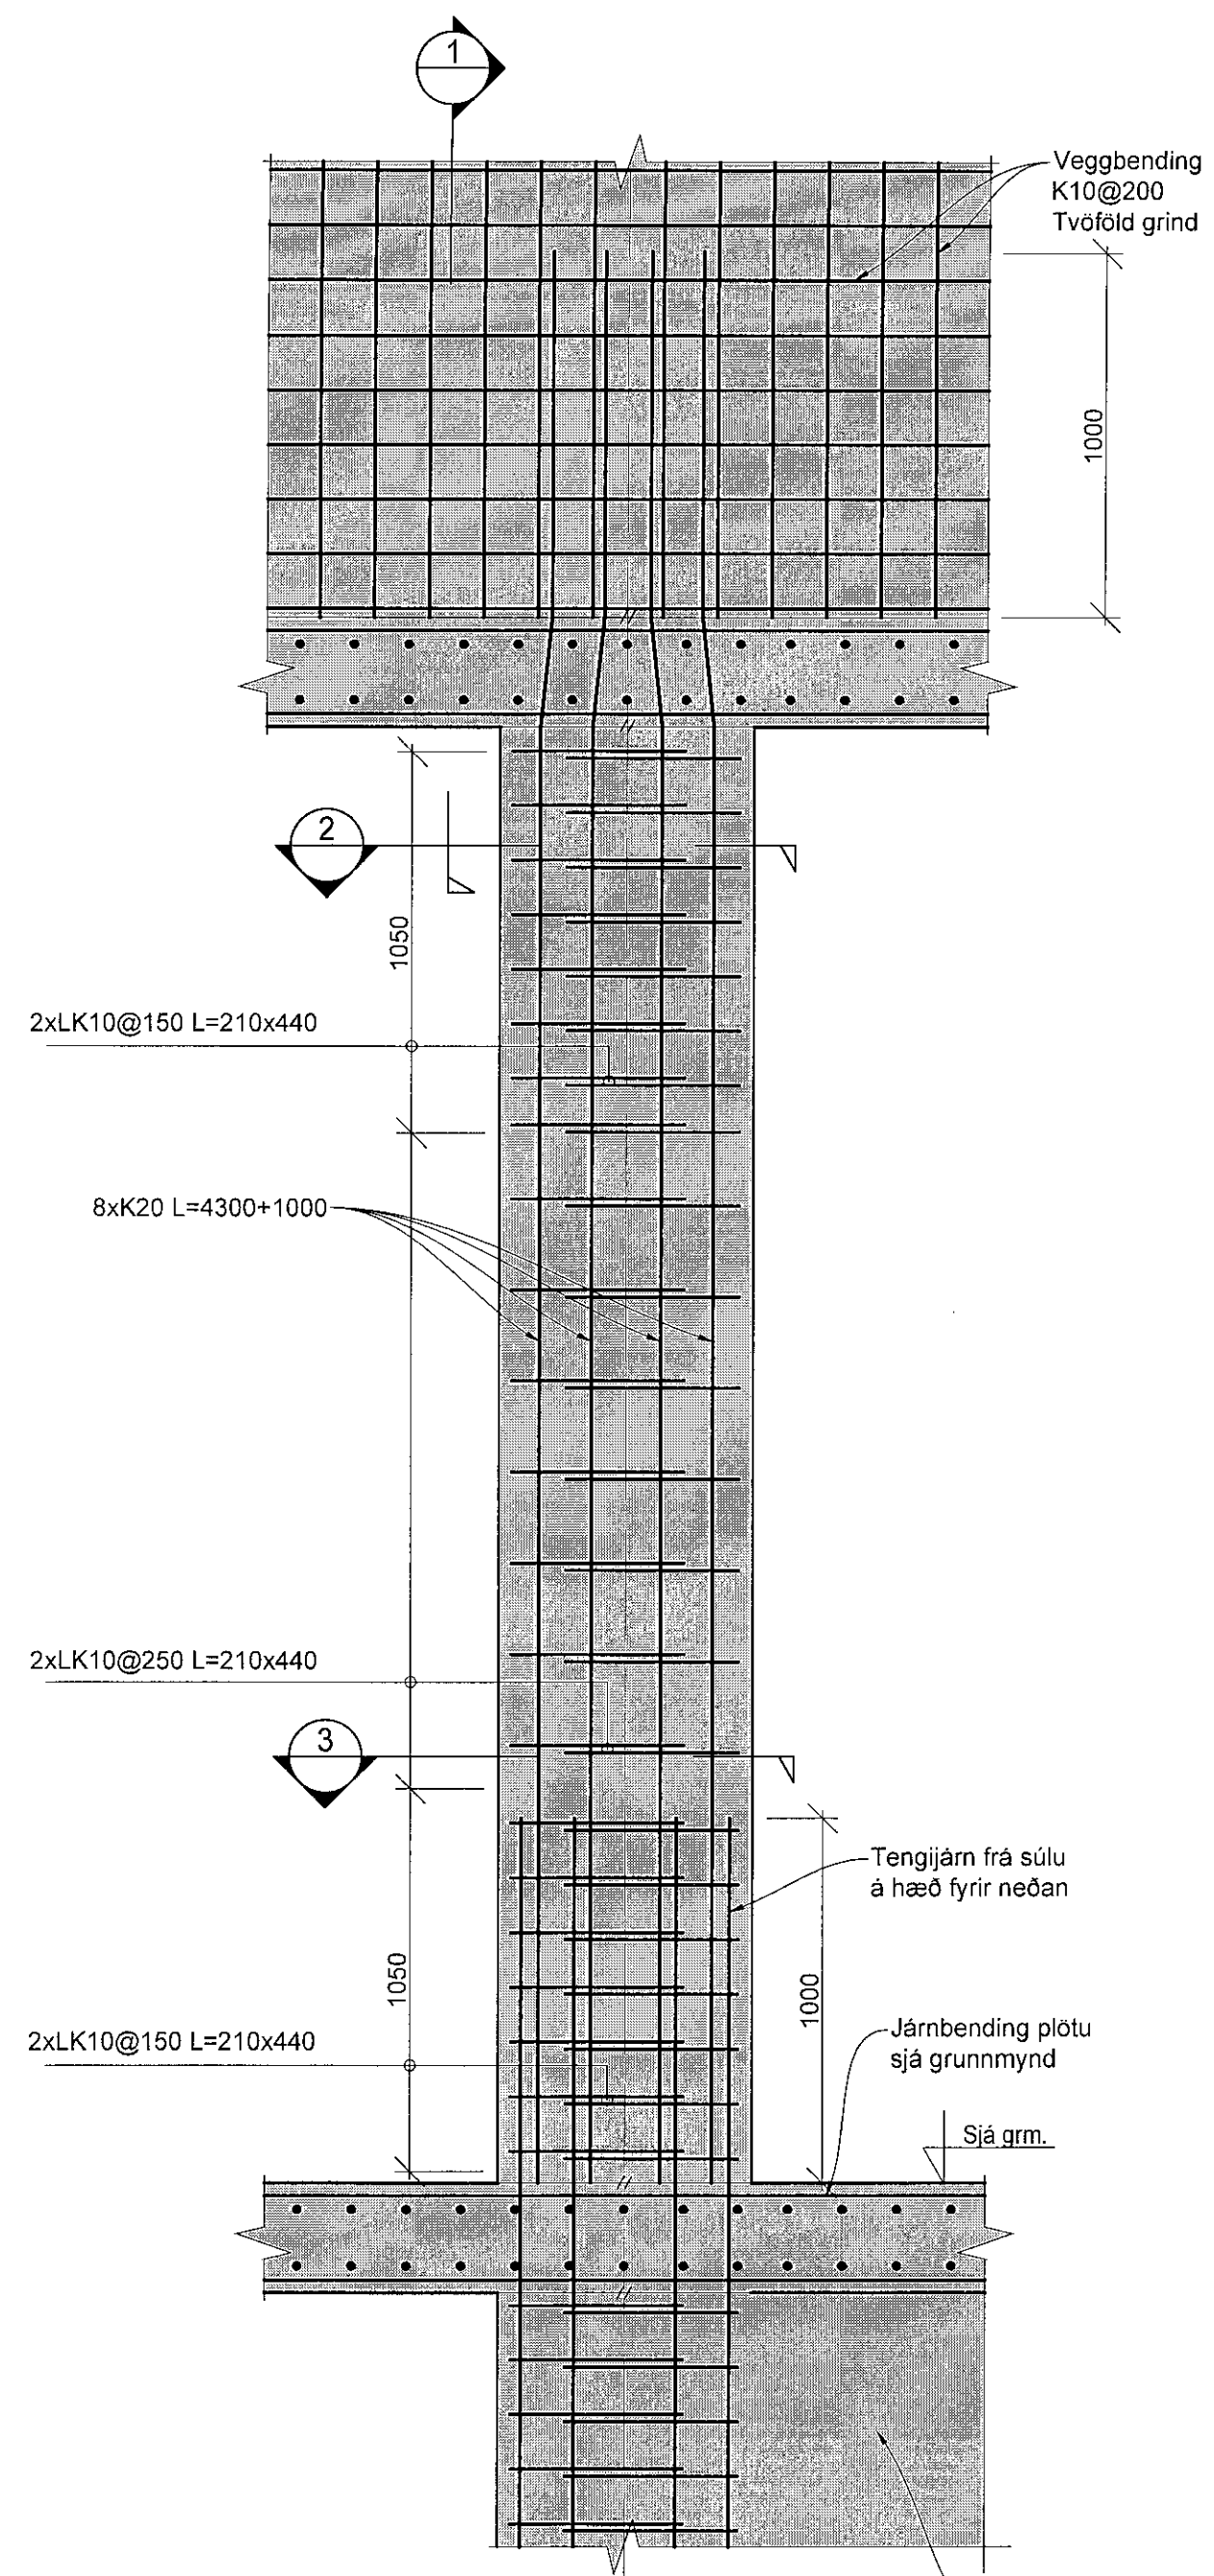 1
Veggbending
K10@200
Tvöföld grind
1000
2
1050
2xLK10@150 L=210x440
8xK20 L=4300+1000
2xLK10@250 L=210x440
3
Tengijárn frá súlu
á hæð fyrir neðan
1050
1000
2xLK10@150 L=210x440
Járnbending plötu
sjá grunnmynd
Sjá grm.